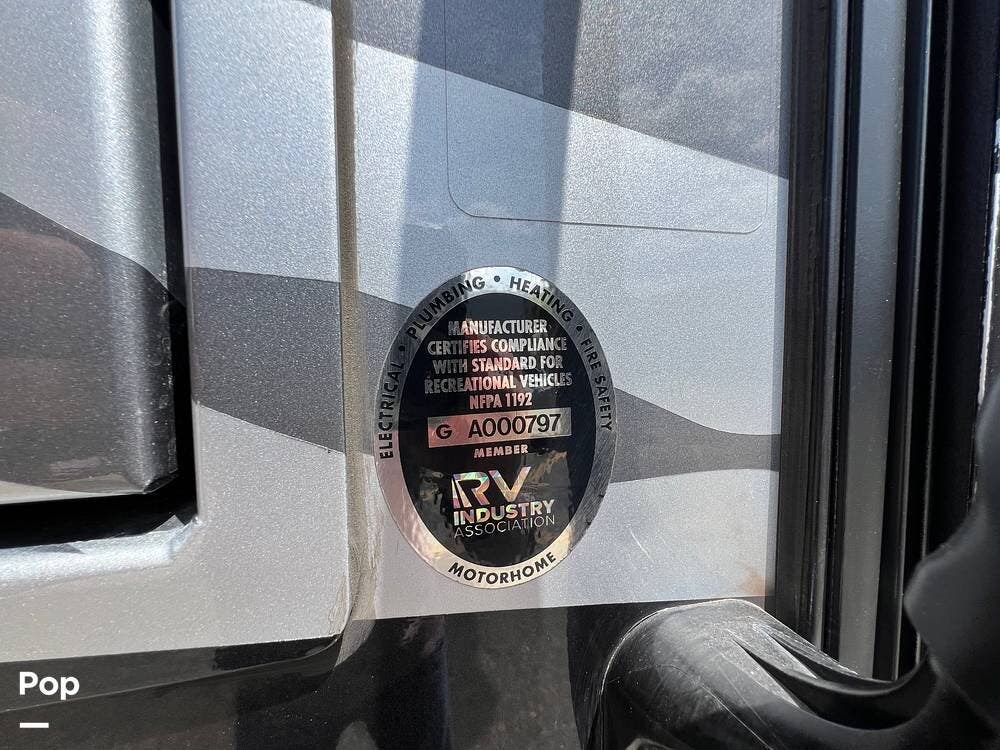 ELECTRICAL • PLUMBING • HEATING • FIRE SAFETY
MANUFACTURER
CERTIFIES COMPLIANCE
WITH STANDARD FOR
RECREATIONAL VEHICLES
NFPA 1192
G A000797
MEMBER
RV
INDUSTRY
ASSOCIATION
MOTORHOME
Pop